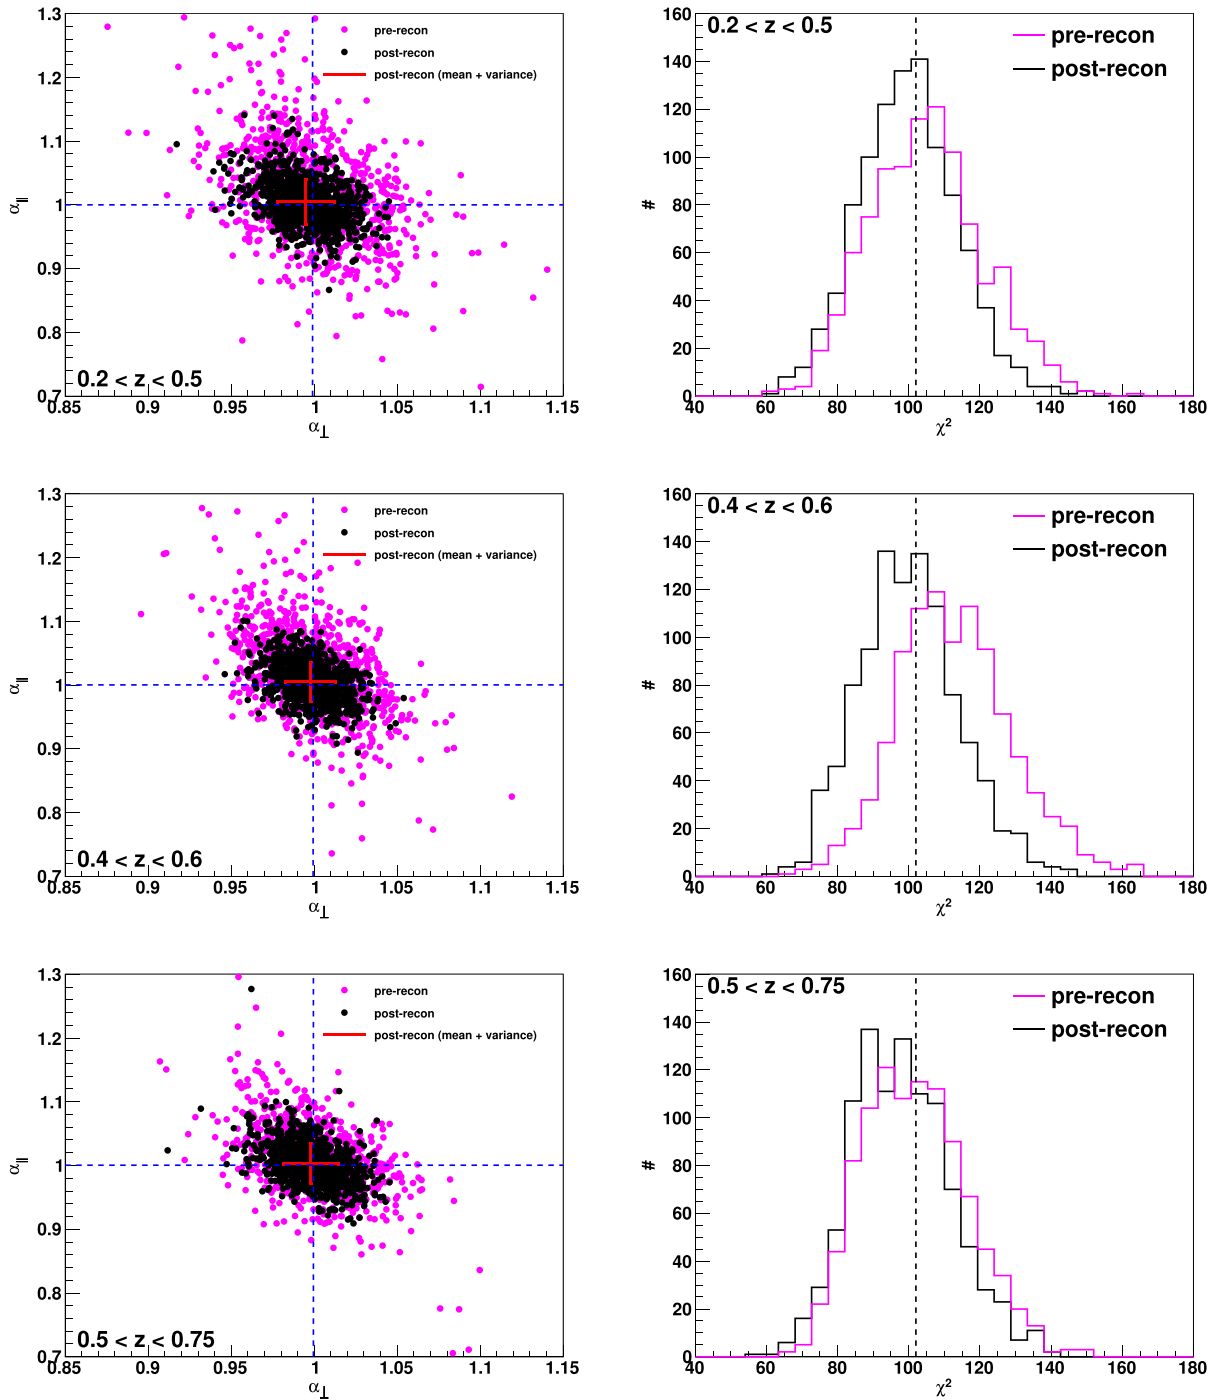 1.3
1.2
1.1
1
0.9
0.8
0.7
α∥
pre-recon
post-recon
post-recon (mean + variance)
0.2 < z < 0.5
0.85 0.9 0.95 1 1.05 1.1 1.15
α⊥
160
140
120
100
80
60
40
20
0
#
0.2 < z < 0.5
pre-recon
post-recon
40 60 80 100 120 140 160 180
χ²
1.3
1.2
1.1
1
0.9
0.8
0.7
α∥
pre-recon
post-recon
post-recon (mean + variance)
0.4 < z < 0.6
0.85 0.9 0.95 1 1.05 1.1 1.15
α⊥
160
140
120
100
80
60
40
20
0
#
0.4 < z < 0.6
pre-recon
post-recon
40 60 80 100 120 140 160 180
χ²
1.3
1.2
1.1
1
0.9
0.8
0.7
α∥
pre-recon
post-recon
post-recon (mean + variance)
0.5 < z < 0.75
0.85 0.9 0.95 1 1.05 1.1 1.15
α⊥
160
140
120
100
80
60
40
20
0
#
0.5 < z < 0.75
pre-recon
post-recon
40 60 80 100 120 140 160 180
χ²